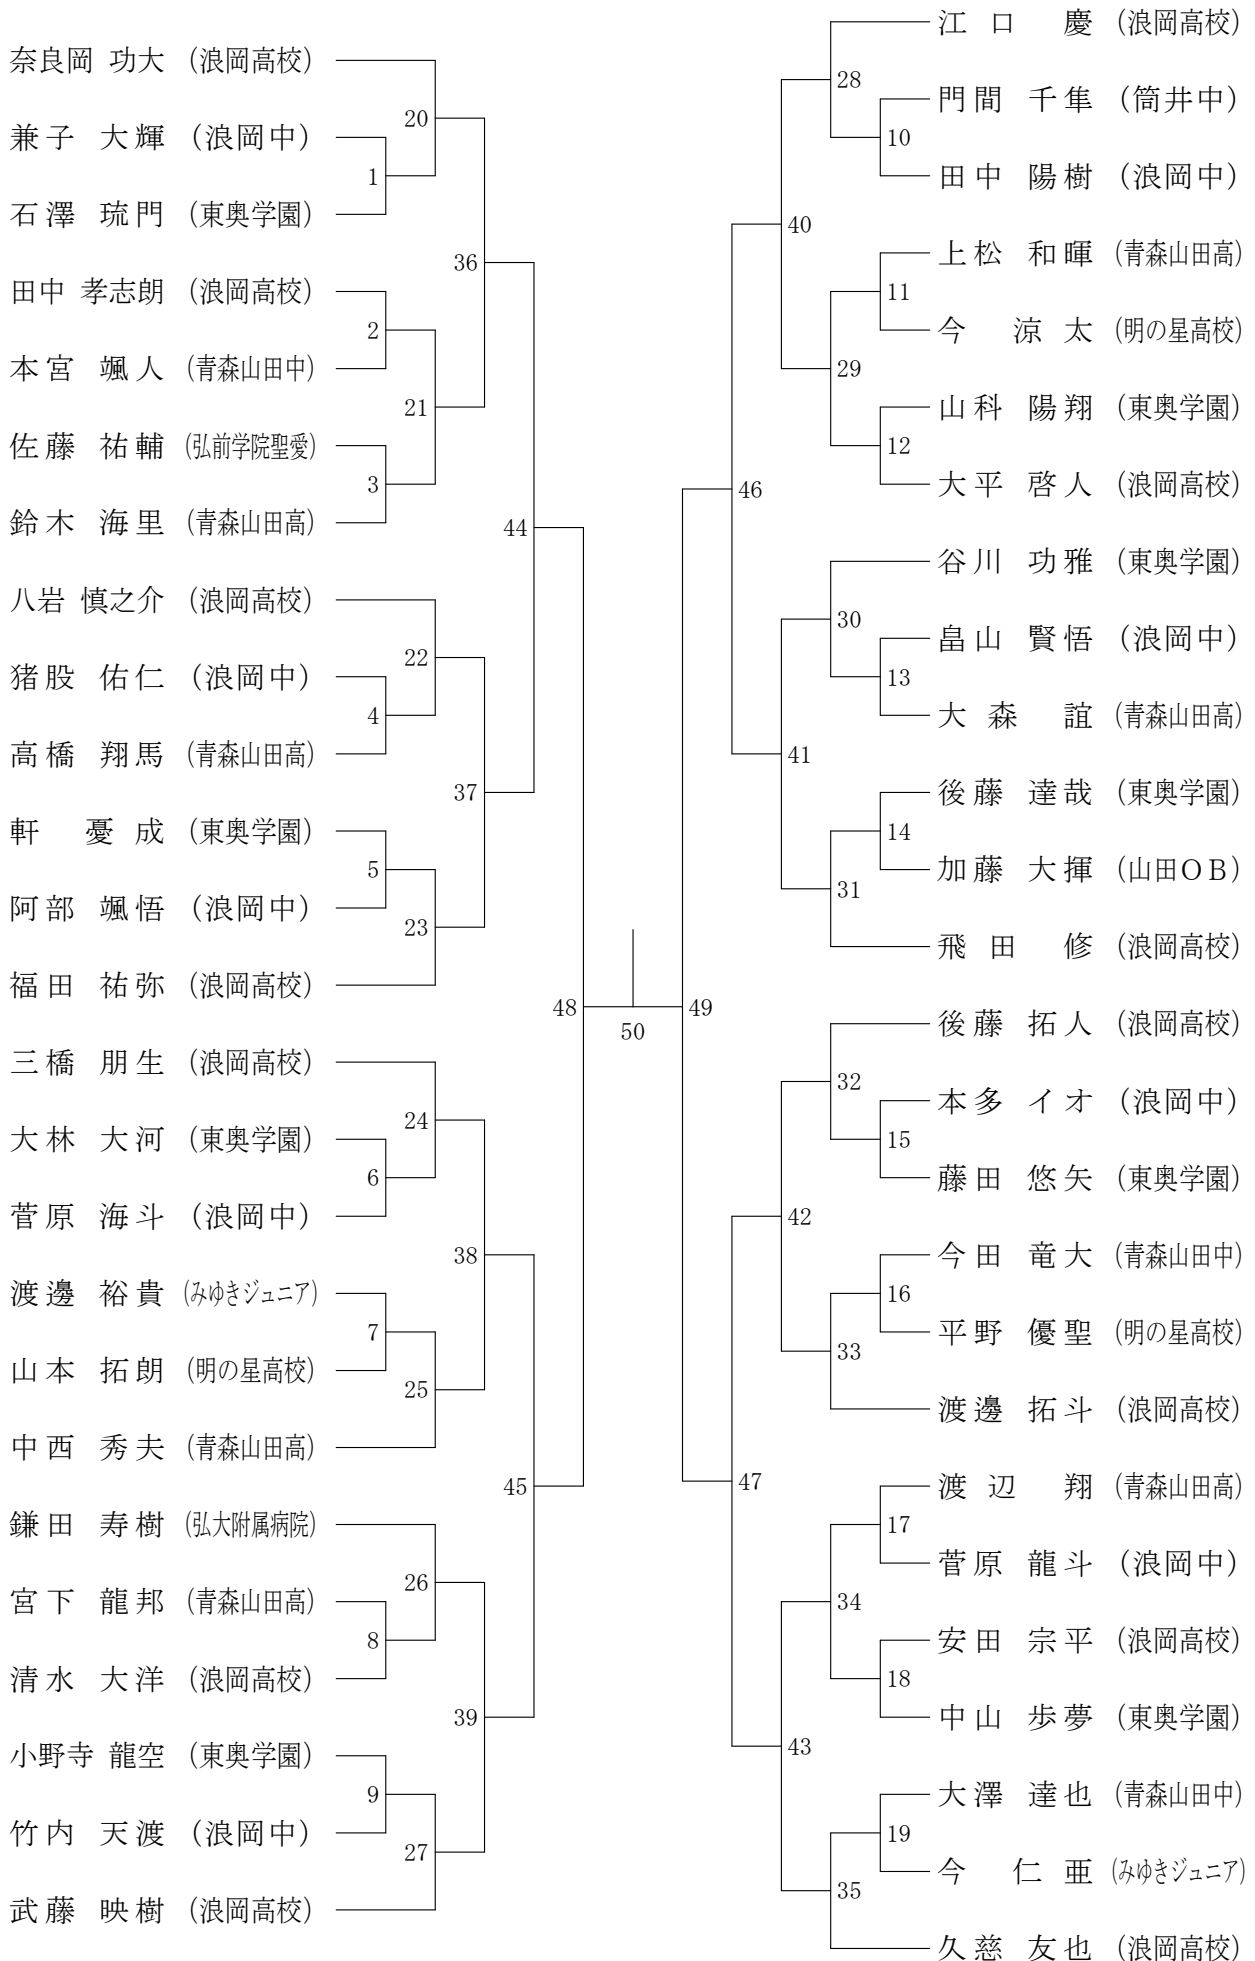 奈良岡 功大 (浪岡高校)
兼子 大輝 (浪岡中)
石澤 琉門 (東奥学園)
田中 孝志朗 (浪岡高校)
本宮 颯人 (青森山田中)
佐藤 祐輔 (弘前学院聖愛)
鈴木 海里 (青森山田高)
八岩 慎之介 (浪岡高校)
猪股 佑仁 (浪岡中)
高橋 翔馬 (青森山田高)
軒 憂成 (東奥学園)
阿部 颯悟 (浪岡中)
福田 祐弥 (浪岡高校)
三橋 朋生 (浪岡高校)
大林 大河 (東奥学園)
菅原 海斗 (浪岡中)
渡邊 裕貴 (みゆきジュニア)
山本 拓朗 (明の星高校)
中西 秀夫 (青森山田高)
鎌田 寿樹 (弘大附属病院)
宮下 龍邦 (青森山田高)
清水 大洋 (浪岡高校)
小野寺 龍空 (東奥学園)
竹内 天渡 (浪岡中)
武藤 映樹 (浪岡高校)
1
2
3
4
5
6
7
8
9
20
21
22
23
24
25
26
27
36
37
38
39
44
45
48
50
49
46
47
40
41
42
43
28
29
30
31
32
33
34
35
10
11
12
13
14
15
16
17
18
19
江口 慶 (浪岡高校)
門間 千隼 (筒井中)
田中 陽樹 (浪岡中)
上松 和暉 (青森山田高)
今 涼太 (明の星高校)
山科 陽翔 (東奥学園)
大平 啓人 (浪岡高校)
谷川 功雅 (東奥学園)
畠山 賢悟 (浪岡中)
大森 誼 (青森山田高)
後藤 達哉 (東奥学園)
加藤 大揮 (山田OB)
飛田 修 (浪岡高校)
後藤 拓人 (浪岡高校)
本多 イオ (浪岡中)
藤田 悠矢 (東奥学園)
今田 竜大 (青森山田中)
平野 優聖 (明の星高校)
渡邊 拓斗 (浪岡高校)
渡辺 翔 (青森山田高)
菅原 龍斗 (浪岡中)
安田 宗平 (浪岡高校)
中山 歩夢 (東奥学園)
大澤 達也 (青森山田中)
今 仁亜 (みゆきジュニア)
久慈 友也 (浪岡高校)